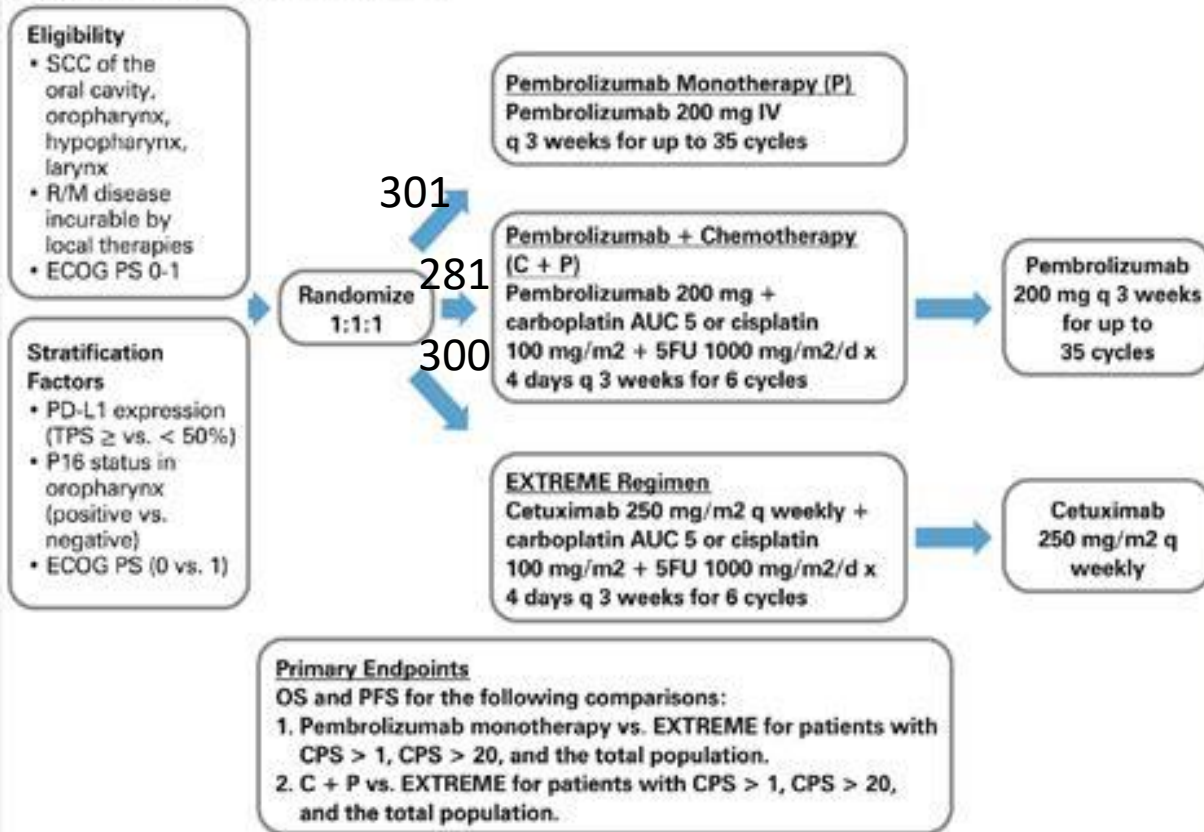 Eligibility
• SCC of the
oral cavity,
oropharynx,
hypopharynx,
larynx
• R/M disease
incurable by
local therapies
• ECOG PS 0-1
Stratification
Factors
• PD-L1 expression
(TPS ≥ vs. < 50%)
• P16 status in
oropharynx
(positive vs.
negative)
• ECOG PS (0 vs. 1)
Randomize
1:1:1
301
281
300
Pembrolizumab Monotherapy (P)
Pembrolizumab 200 mg IV
q 3 weeks for up to 35 cycles
Pembrolizumab + Chemotherapy
(C + P)
Pembrolizumab 200 mg +
carboplatin AUC 5 or cisplatin
100 mg/m2 + 5FU 1000 mg/m2/d x
4 days q 3 weeks for 6 cycles
Pembrolizumab
200 mg q 3 weeks
for up to
35 cycles
EXTREME Regimen
Cetuximab 250 mg/m2 q weekly +
carboplatin AUC 5 or cisplatin
100 mg/m2 + 5FU 1000 mg/m2/d x
4 days q 3 weeks for 6 cycles
Cetuximab
250 mg/m2 q
weekly
Primary Endpoints
OS and PFS for the following comparisons:
1. Pembrolizumab monotherapy vs. EXTREME for patients with
CPS > 1, CPS > 20, and the total population.
2. C + P vs. EXTREME for patients with CPS > 1, CPS > 20,
and the total population.